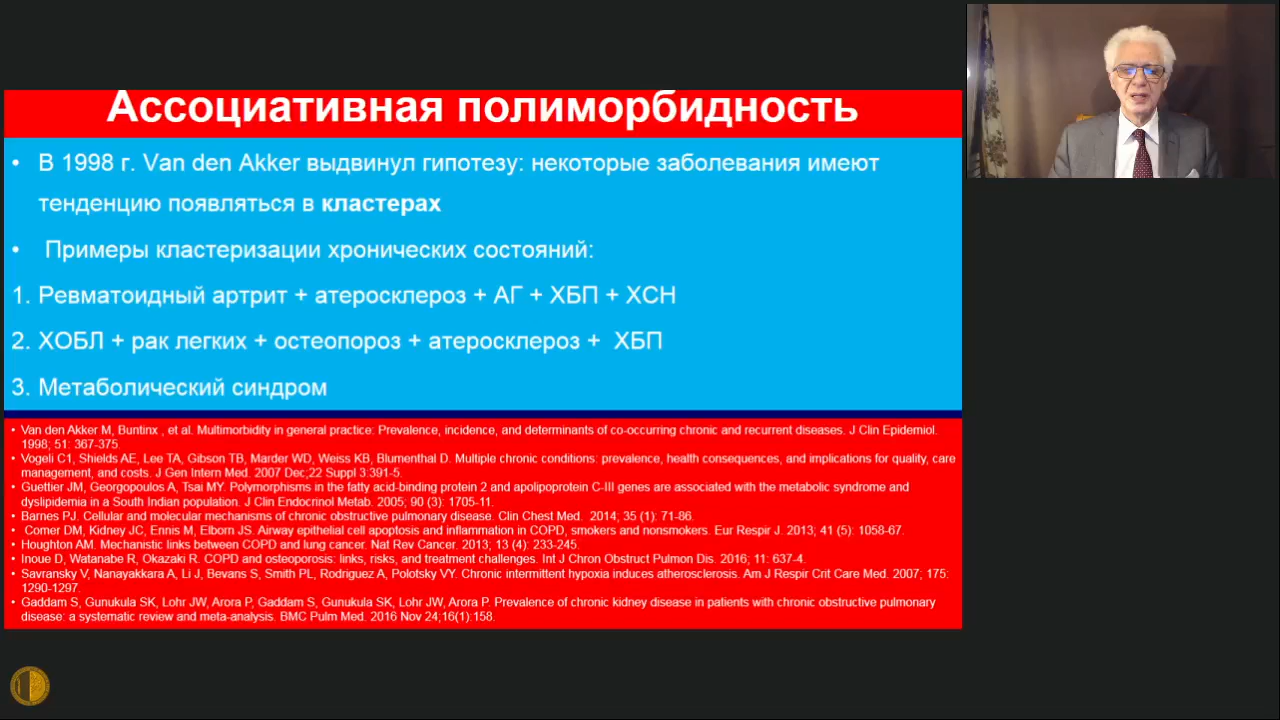 Ассоциативная полиморбидность
• В 1998 г. Van den Akker выдвинул гипотезу: некоторые заболевания имеют
тенденцию появляться в кластерах
• Примеры кластеризации хронических состояний:
1. Ревматоидный артрит + атеросклероз + АГ + ХБП + ХСН
2. ХОБЛ + рак легких + остеопороз + атеросклероз + ХБП
3. Метаболический синдром
• Van den Akker M, Buntinx , et al. Multimorbidity in general practice: Prevalence, incidence, and determinants of co-occurring chronic and recurrent diseases. J Clin Epidemiol.
1998; 51: 367-375.
• Vogeli C1, Shields AE, Lee TA, Gibson TB, Marder WD, Weiss KB, Blumenthal D. Multiple chronic conditions: prevalence, health consequences, and implications for quality, care
management, and costs. J Gen Intern Med. 2007 Dec;22 Suppl 3:391-5.
• Guettier JM, Georgopoulos A, Tsai MY. Polymorphisms in the fatty acid-binding protein 2 and apolipoprotein C-III genes are associated with the metabolic syndrome and
dyslipidemia in a South Indian population. J Clin Endocrinol Metab. 2005; 90 (3): 1705-11.
• Barnes PJ. Cellular and molecular mechanisms of chronic obstructive pulmonary disease. Clin Chest Med. 2014; 35 (1): 71-86.
• Comer DM, Kidney JC, Ennis M, Elborn JS. Airway epithelial cell apoptosis and inflammation in COPD, smokers and nonsmokers. Eur Respir J. 2013; 41 (5): 1058-67.
• Houghton AM. Mechanistic links between COPD and lung cancer. Nat Rev Cancer. 2013; 13 (4): 233-245.
• Inoue D, Watanabe R, Okazaki R. COPD and osteoporosis: links, risks, and treatment challenges. Int J Chron Obstruct Pulmon Dis. 2016; 11: 637-4.
• Savransky V, Nanayakkara A, Li J, Bevans S, Smith PL, Rodriguez A, Polotsky VY. Chronic intermittent hypoxia induces atherosclerosis. Am J Respir Crit Care Med. 2007; 175:
1290-1297.
• Gaddam S, Gunukula SK, Lohr JW, Arora P, Gaddam S, Gunukula SK, Lohr JW, Arora P. Prevalence of chronic kidney disease in patients with chronic obstructive pulmonary
disease: a systematic review and meta-analysis. BMC Pulm Med. 2016 Nov 24;16(1):158.